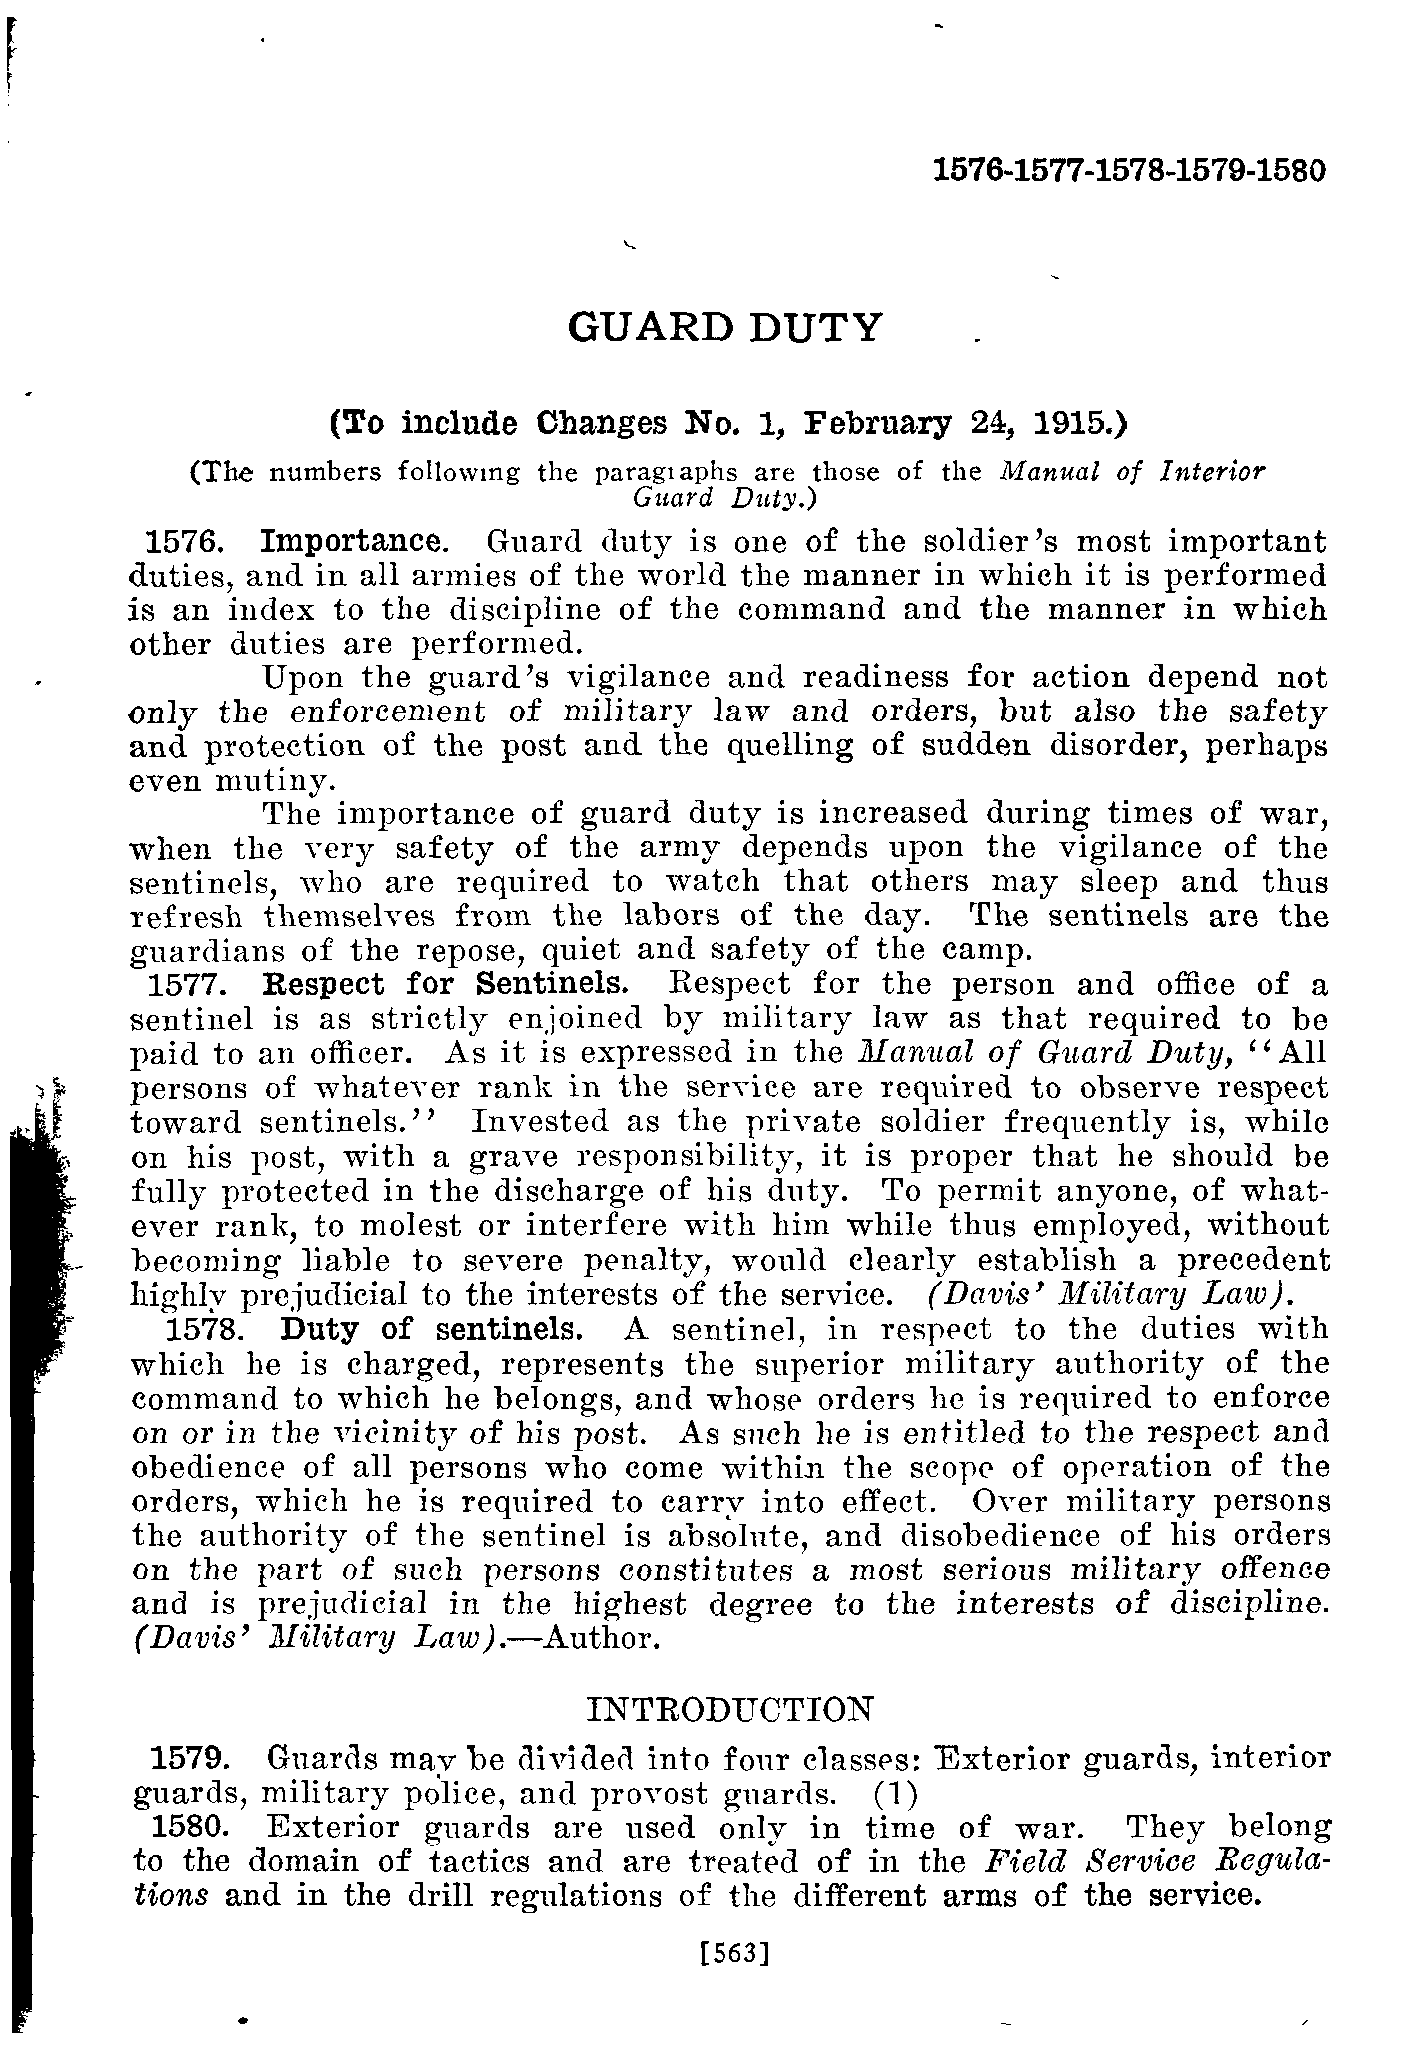 1576-1577-1578-1579-1580
GUARD DUTY
(To include Changes No. 1, February 24, 1915.)
(The numbers following the paragraphs are those of the Manual of Interior
Guard Duty.)
1576. Importance. Guard duty is one of the soldier's most important
duties, and in all armies of the world the manner in which it is performed
is an index to the discipline of the command and the manner in which
other duties are performed.
Upon the guard's vigilance and readiness for action depend not
only the enforcement of military law and orders, but also the safety
and protection of the post and the quelling of sudden disorder, perhaps
even mutiny.
The importance of guard duty is increased during times of war,
when the very safety of the army depends upon the vigilance of the
sentinels, who are required to watch that others may sleep and thus
refresh themselves from the labors of the day. The sentinels are the
guardians of the repose, quiet and safety of the camp.
1577. Respect for Sentinels. Respect for the person and office of a
sentinel is as strictly enjoined by military law as that required to be
paid to an officer. As it is expressed in the Manual of Guard Duty, "All
persons of whatever rank in the service are required to observe respect
toward sentinels." Invested as the private soldier frequently is, while
on his post, with a grave responsibility, it is proper that he should be
fully protected in the discharge of his duty. To permit anyone, of what-
ever rank, to molest or interfere with him while thus employed, without
becoming liable to severe penalty, would clearly establish a precedent
highly prejudicial to the interests of the service. (Davis' Military Law).
1578. Duty of sentinels. A sentinel, in respect to the duties with
which he is charged, represents the superior military authority of the
command to which he belongs, and whose orders he is required to enforce
on or in the vicinity of his post. As such he is entitled to the respect and
obedience of all persons who come within the scope of operation of the
orders, which he is required to carry into effect. Over military persons
the authority of the sentinel is absolute, and disobedience of his orders
on the part of such persons constitutes a most serious military offence
and is prejudicial in the highest degree to the interests of discipline.
(Davis' Military Law).—Author.
INTRODUCTION
1579. Guards may be divided into four classes: Exterior guards, interior
guards, military police, and provost guards. (1)
1580. Exterior guards are used only in time of war. They belong
to the domain of tactics and are treated of in the Field Service Regula-
tions and in the drill regulations of the different arms of the service.
[563]